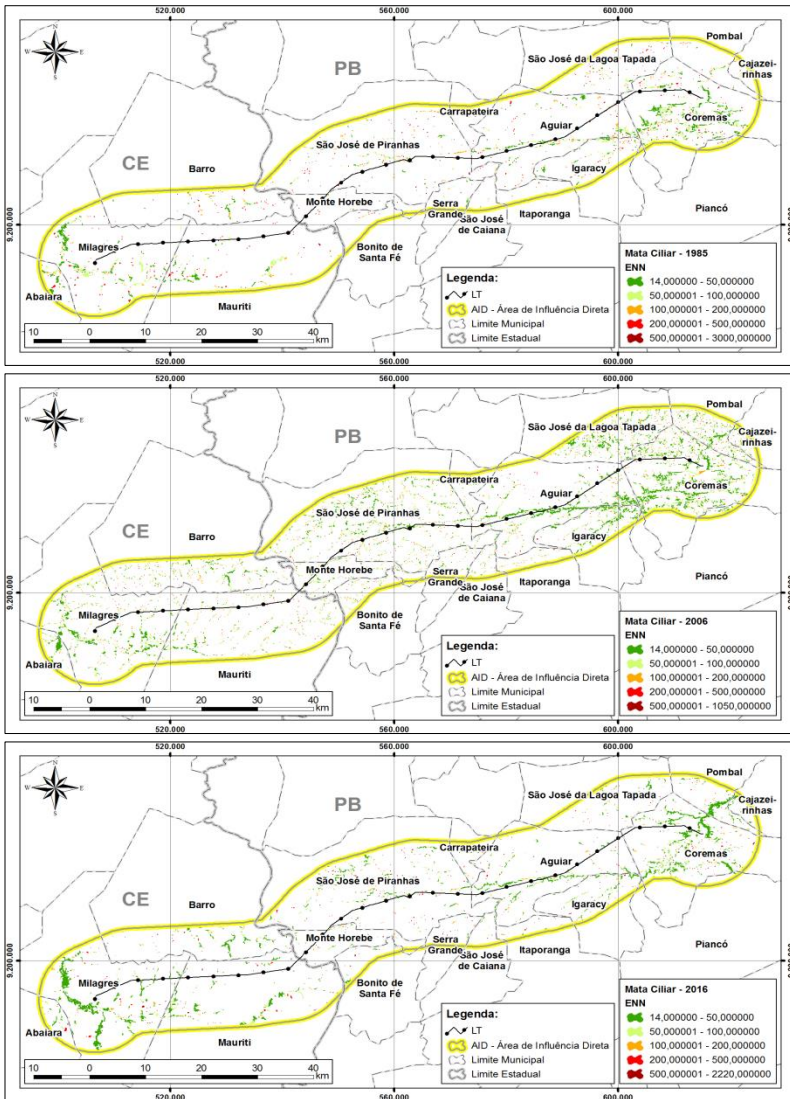 520.000
560.000
600.000
N
W
E
S
Pombal
São José da Lagoa Tapada
Cajazei-
rinhas
PB
Carrapateira
Aguiar
Coremas
São José de Piranhas
CE
Barro
Igaracy
Monte Horebe
Serra
Grande
São José
de Caiana
Itaporanga
Piancó
9.200.000
9.200.000
Milagres
Bonito de
Santa Fé
Abaiara
Mauriti
Legenda:
LT
AID - Área de Influência Direta
Limite Municipal
Limite Estadual
Mata Ciliar - 1985
ENN
14,000000 - 50,000000
50,000001 - 100,000000
100,000001 - 200,000000
200,000001 - 500,000000
500,000001 - 3000,000000
10 0 10 20 30 40
km
520.000
560.000
600.000
520.000
560.000
600.000
N
W
E
S
Pombal
São José da Lagoa Tapada
Cajazei-
rinhas
PB
Carrapateira
Aguiar
Coremas
São José de Piranhas
CE
Barro
Igaracy
Monte Horebe
Serra
Grande
São José
de Caiana
Itaporanga
Piancó
9.200.000
9.200.000
Milagres
Bonito de
Santa Fé
Abaiara
Mauriti
Legenda:
LT
AID - Área de Influência Direta
Limite Municipal
Limite Estadual
Mata Ciliar - 2006
ENN
14,000000 - 50,000000
50,000001 - 100,000000
100,000001 - 200,000000
200,000001 - 500,000000
500,000001 - 1050,000000
10 0 10 20 30 40
km
520.000
560.000
600.000
520.000
560.000
600.000
N
W
E
S
Pombal
São José da Lagoa Tapada
Cajazei-
rinhas
PB
Carrapateira
Aguiar
Coremas
São José de Piranhas
CE
Barro
Igaracy
Monte Horebe
Serra
Grande
São José
de Caiana
Itaporanga
Piancó
9.200.000
9.200.000
Milagres
Bonito de
Santa Fé
Abaiara
Mauriti
Legenda:
LT
AID - Área de Influência Direta
Limite Municipal
Limite Estadual
Mata Ciliar - 2016
ENN
14,000000 - 50,000000
50,000001 - 100,000000
100,000001 - 200,000000
200,000001 - 500,000000
500,000001 - 2220,000000
10 0 10 20 30 40
km
520.000
560.000
600.000